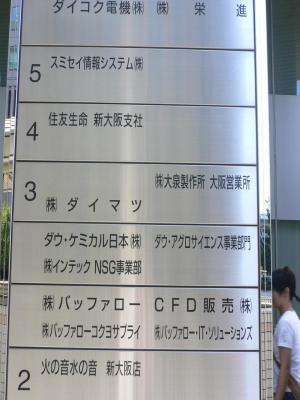 ダイコク電機㈱ ㈱ 栄進
5 スミセイ情報システム㈱
4 住友生命 新大阪支社
3 ㈱大泉製作所 大阪営業所
㈱ ダイマツ
ダウ・ケミカル日本㈱ ダウ・アグロサイエンス事業部門
㈱インテック NSG事業部
㈱ バッファロー CFD販売㈱
㈱バッファローコクヨサプライ ㈱バッファロー・IT・ソリューションズ
2 火の音水の音 新大阪店